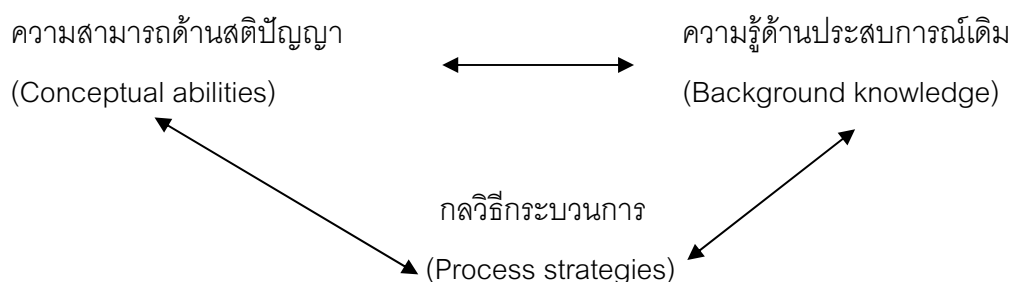 ความสามารถด้านสติปัญญา
(Conceptual abilities)
ความรู้ด้านประสบการณ์เดิม
(Background knowledge)
กลวิธีกระบวนการ
(Process strategies)